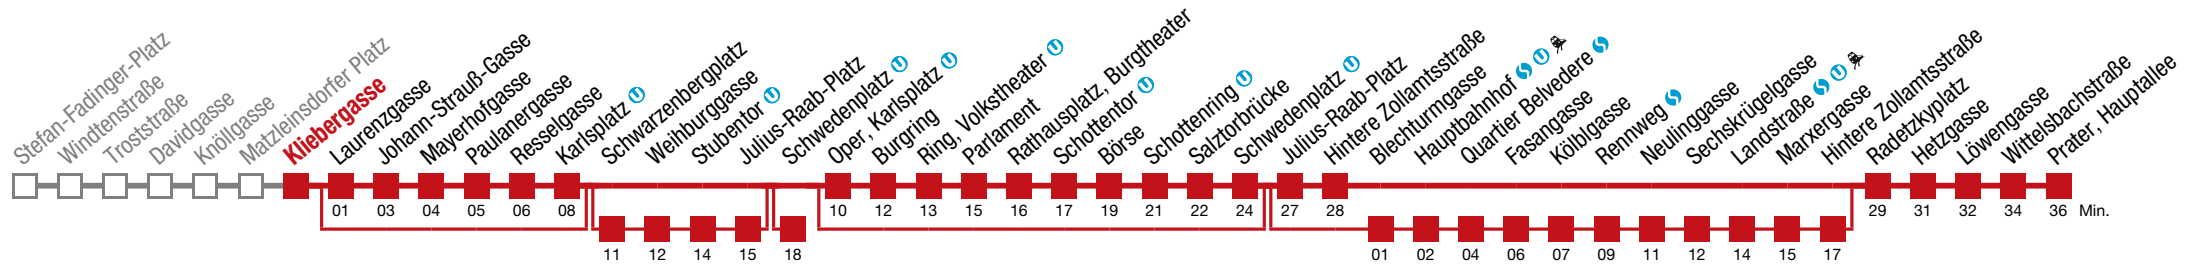 Stefan-Fadinger-Platz
Windtenstraße
Troststraße
Davidgasse
Knöllgasse
Matzleinsdorfer Platz
Kliebergasse
Laurenzgasse
Johann-Strauß-Gasse
Mayerhofgasse
Paulanergasse
Resselgasse
Karlsplatz U
Schwarzenbergplatz
Weihburggasse
Stubentor U
Julius-Raab-Platz
Schwedenplatz U
Oper, Karlsplatz U
Burgring
Ring, Volkstheater U
Parlament
Rathausplatz, Burgtheater
Schottentor U
Börse
Schottenring U
Salztorbrücke
Schwedenplatz U
Julius-Raab-Platz
Hintere Zollamtsstraße
Blechturmgasse
Hauptbahnhof S U
Quartier Belvedere S
Fasangasse
Kölblgasse
Rennweg S
Neulinggasse
Sechskrügelgasse
Landstraße S U
Marxergasse
Hintere Zollamtsstraße
Radetzkyplatz
Hetzgasse
Löwengasse
Wittelsbachstraße
Prater, Hauptallee
01 03 04 05 06 08 10 12 13 15 16 17 19 21 22 24 27 28 29 31 32 34 36 Min.
11 12 14 15 18 01 02 04 06 07 09 11 12 14 15 17